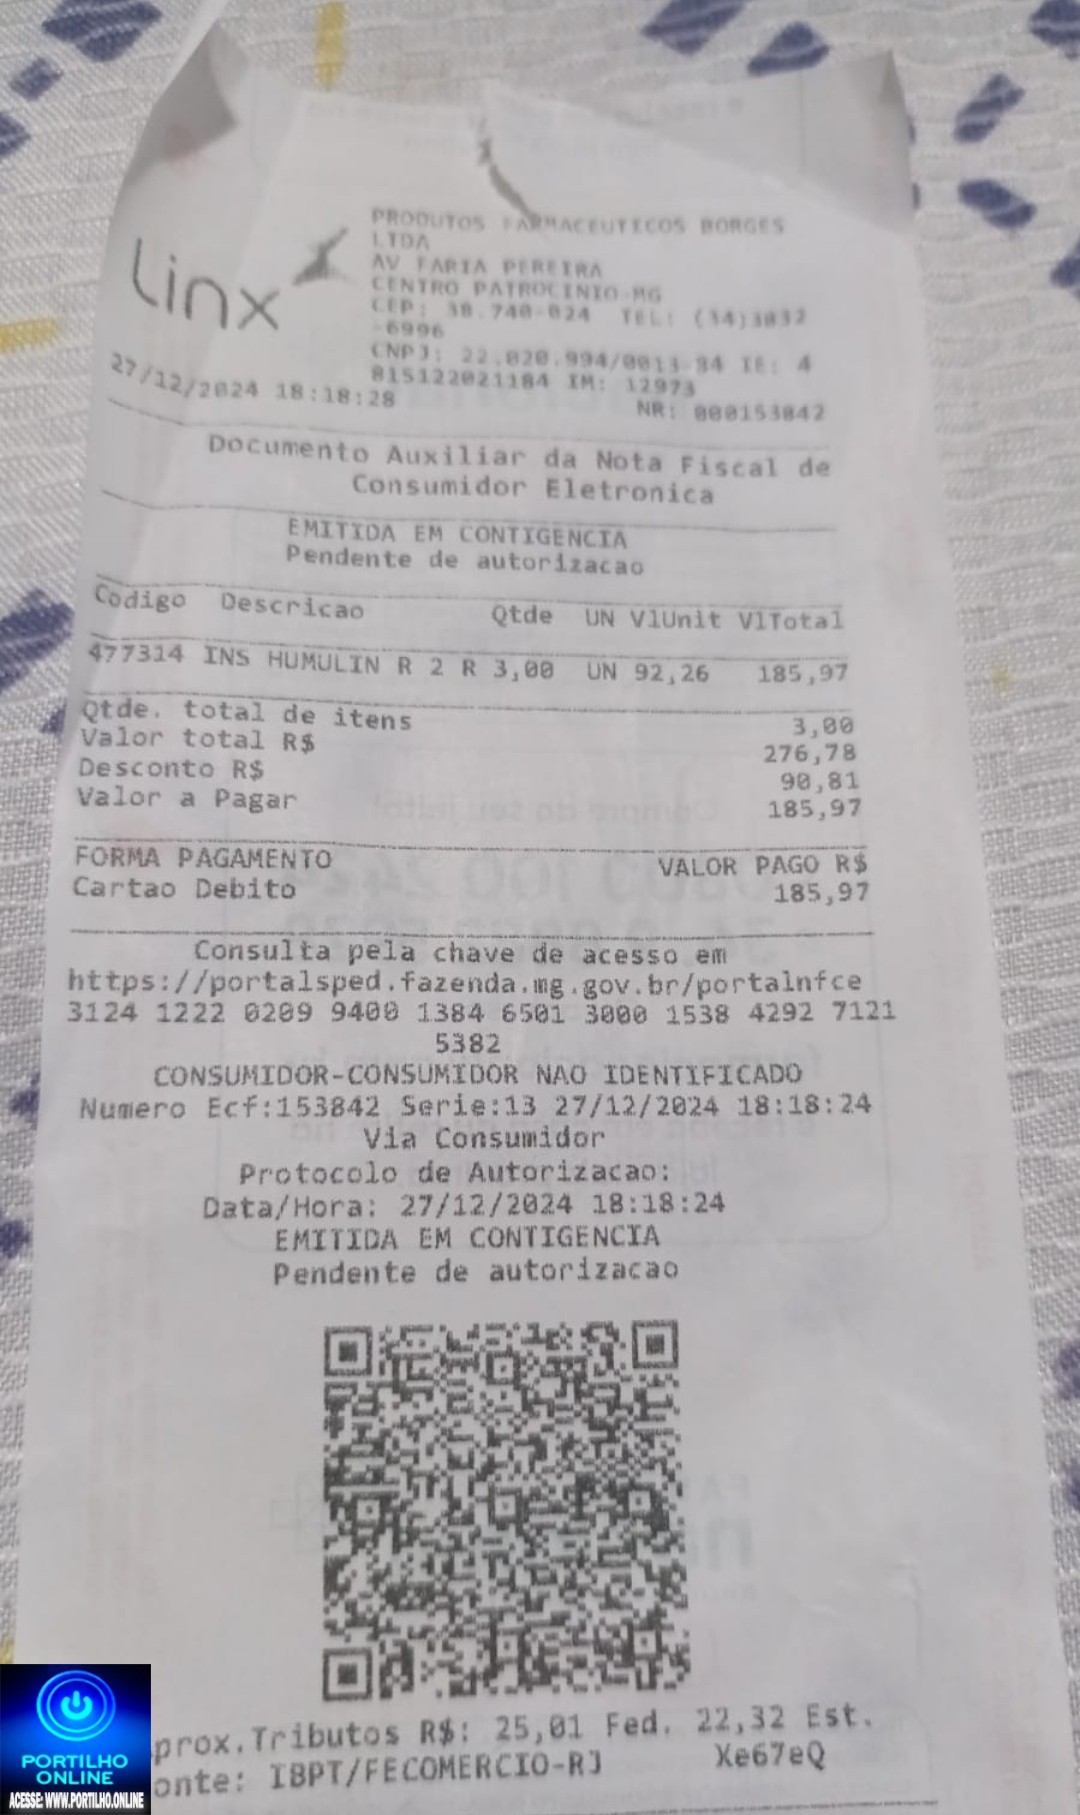 Linx
PRODUTOS FARMACEUTICOS BORGES
LTDA
AV FARIA PEREIRA
CENTRO PATROCINIO-MG
CEP: 38.740-024 TEL: (34)3832
-6996
CNPJ: 22.020.994/0013-84 IE: 4
815122021184 IM: 12973
27/12/2024 18:18:28 NR: 000153842
Documento Auxiliar da Nota Fiscal de
Consumidor Eletronica
EMITIDA EM CONTIGENCIA
Pendente de autorizacao
Codigo Descricao Qtde UN VlUnit VlTotal
477314 INS HUMULIN R 2 R 3,00 UN 92,26 185,97
Qtde. total de itens 3,00
Valor total R$ 276,78
Desconto R$ 90,81
Valor a Pagar 185,97
FORMA PAGAMENTO VALOR PAGO R$
Cartao Debito 185,97
Consulta pela chave de acesso em
https://portalsped.fazenda.mg.gov.br/portalnfce
3124 1222 0209 9400 1384 6501 3000 1538 4292 7121
5382
CONSUMIDOR-CONSUMIDOR NAO IDENTIFICADO
Numero Ecf:153842 Serie:13 27/12/2024 18:18:24
Via Consumidor
Protocolo de Autorizacao:
Data/Hora: 27/12/2024 18:18:24
EMITIDA EM CONTIGENCIA
Pendente de autorizacao
prox.Tributos R$: 25,01 Fed. 22,32 Est.
onte: IBPT/FECOMERCIO-RJ Xe67eQ
PORTILHO
ONLINE
ACESSE: WWW.PORTILHO.ONLINE